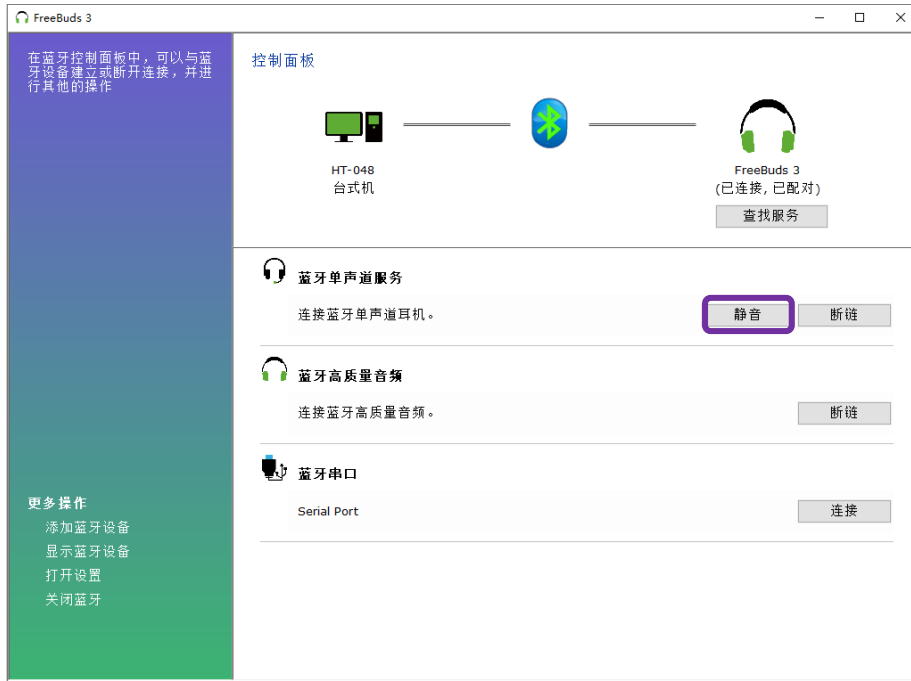 FreeBuds 3
在蓝牙控制面板中，可以与蓝
牙设备建立或断开连接，并进
行其他的操作
控制面板
HT-048
台式机
FreeBuds 3
(已连接, 已配对)
查找服务
蓝牙单声道服务
连接蓝牙单声道耳机。
静音
断链
蓝牙高质量音频
连接蓝牙高质量音频。
断链
蓝牙串口
Serial Port
连接
更多操作
添加蓝牙设备
显示蓝牙设备
打开设置
关闭蓝牙